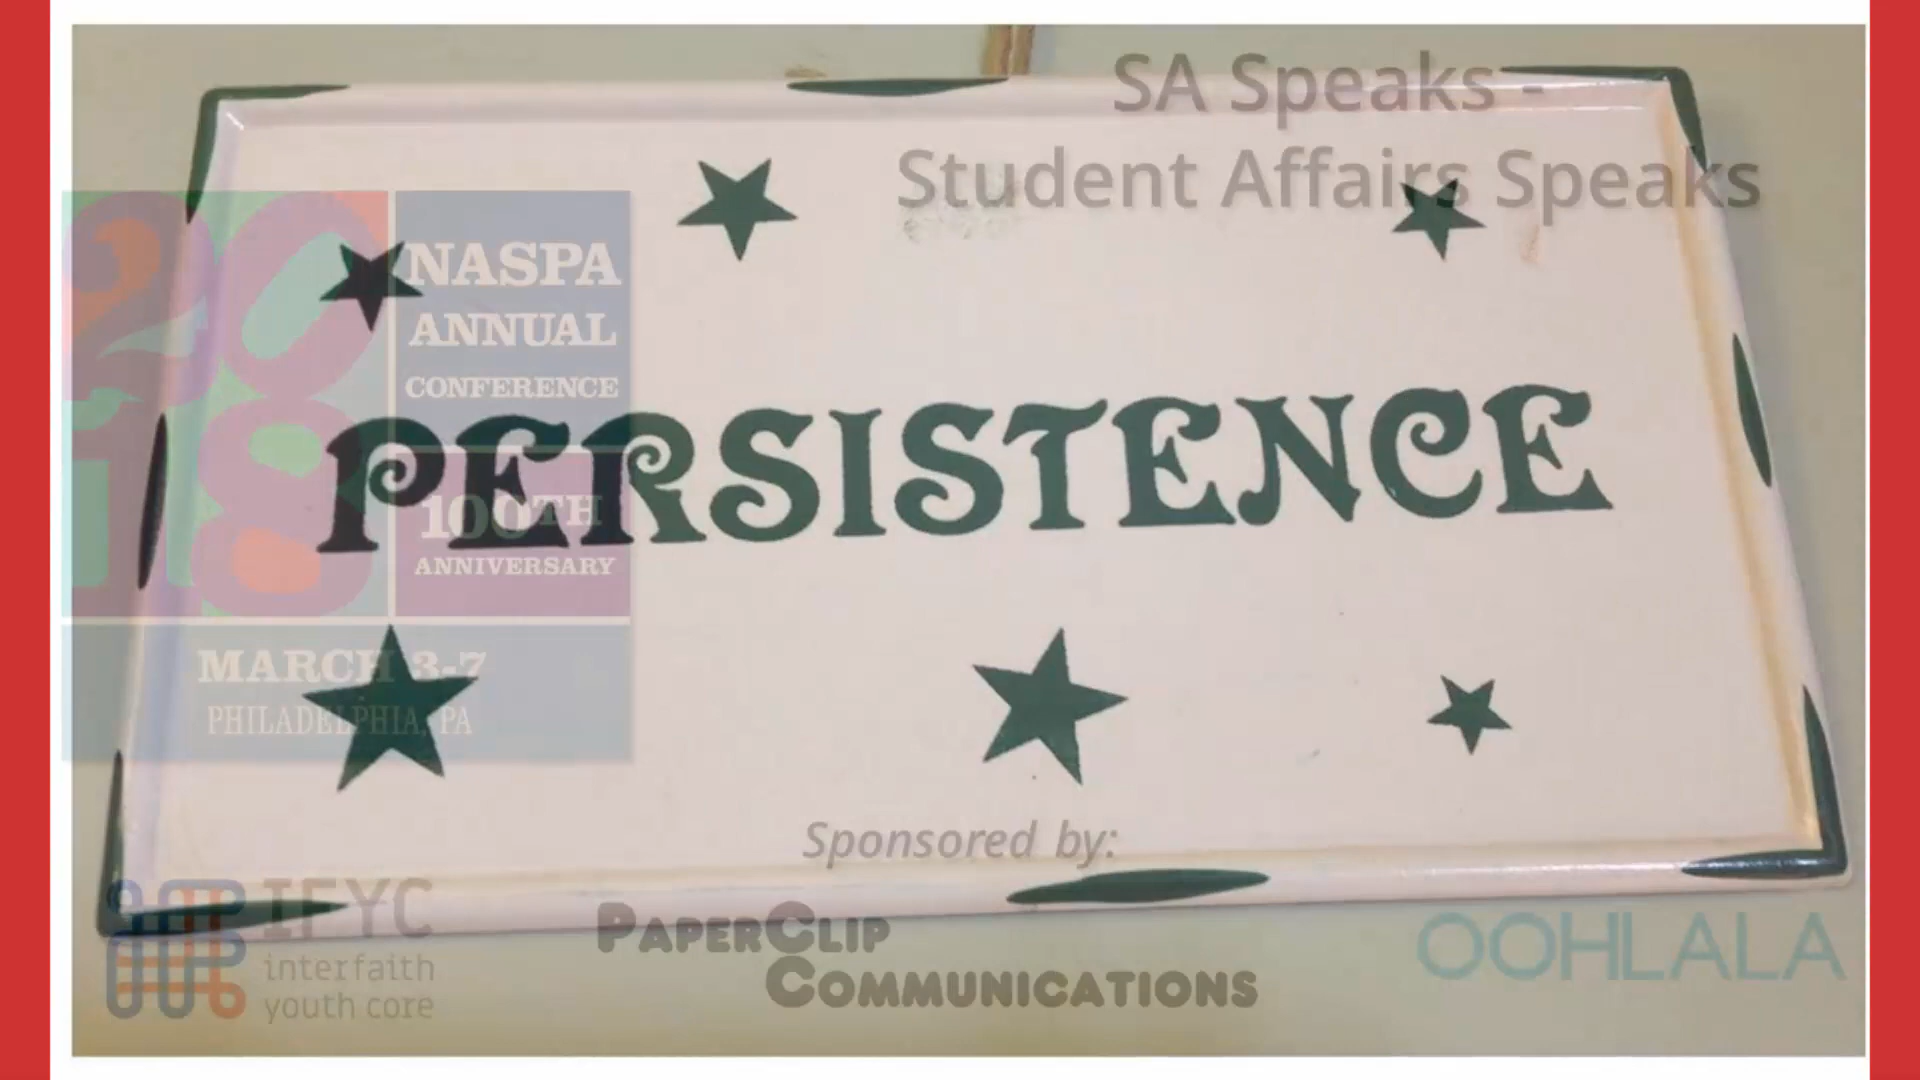 SA Speaks -
Student Affairs Speaks
2018
NASPA
ANNUAL
CONFERENCE
100TH
ANNIVERSARY
MARCH 3-7
PHILADELPHIA, PA
PERSISTENCE
Sponsored by:
IFYC
interfaith
youth core
PAPERCLIP
COMMUNICATIONS
OOHLALA